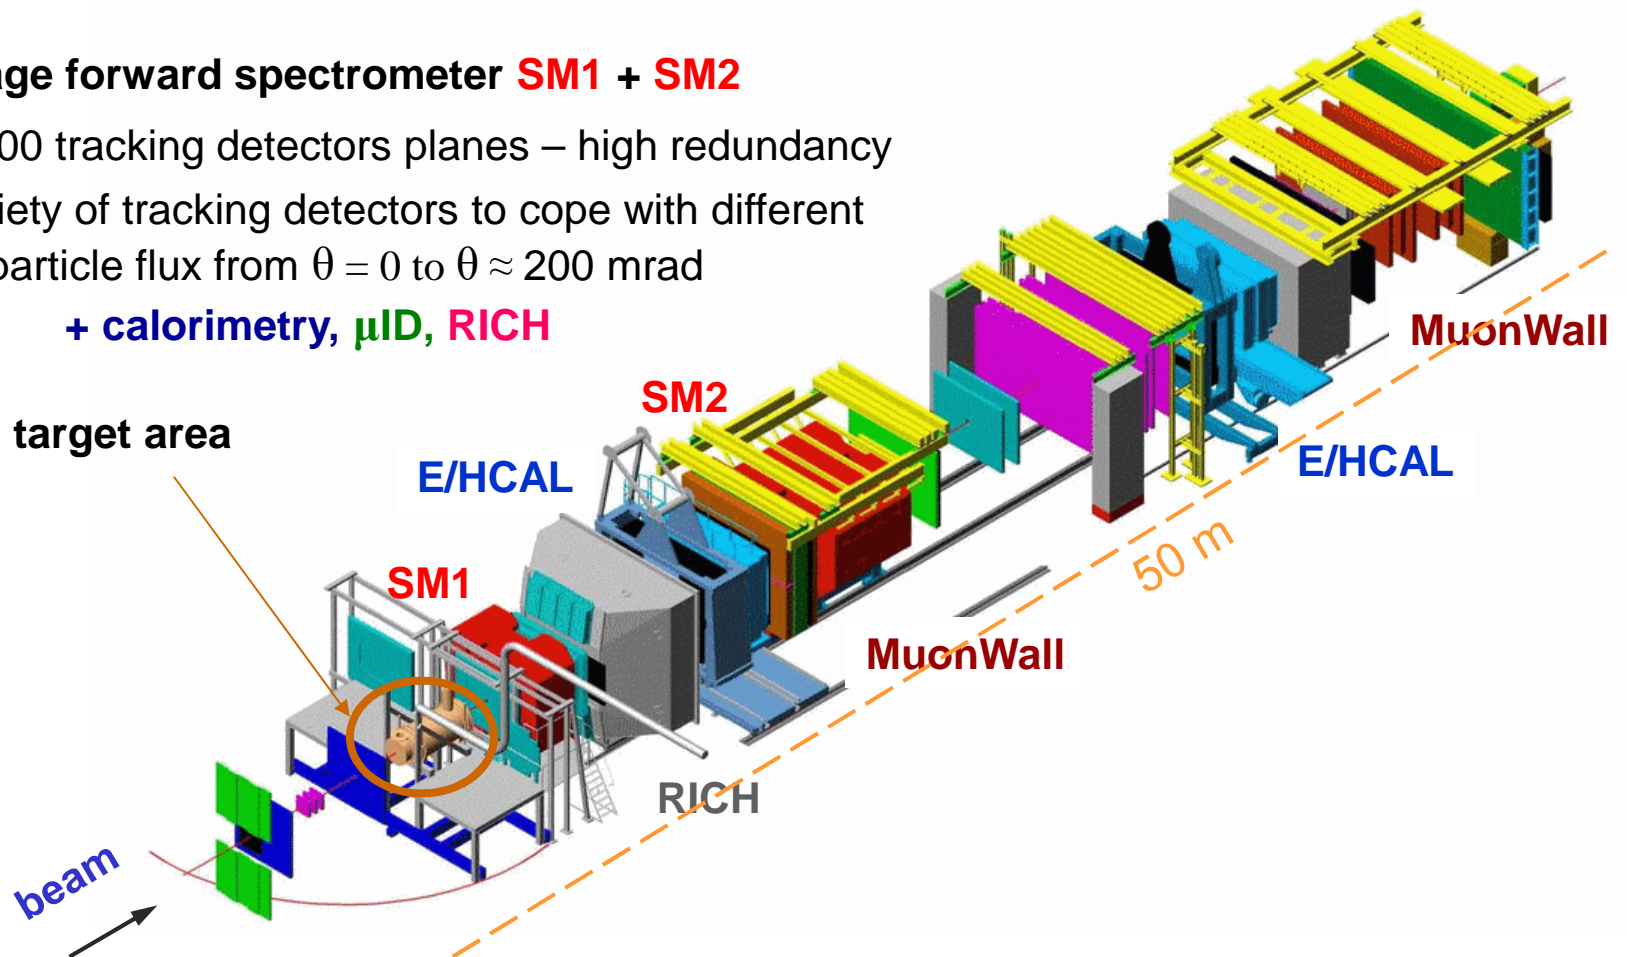 age forward spectrometer SM1 + SM2
00 tracking detectors planes – high redundancy
iety of tracking detectors to cope with different
particle flux from θ = 0 to θ ≈ 200 mrad
+ calorimetry, μID, RICH
MuonWall
SM2
target area
E/HCAL
E/HCAL
50 m
SM1
MuonWall
RICH
beam